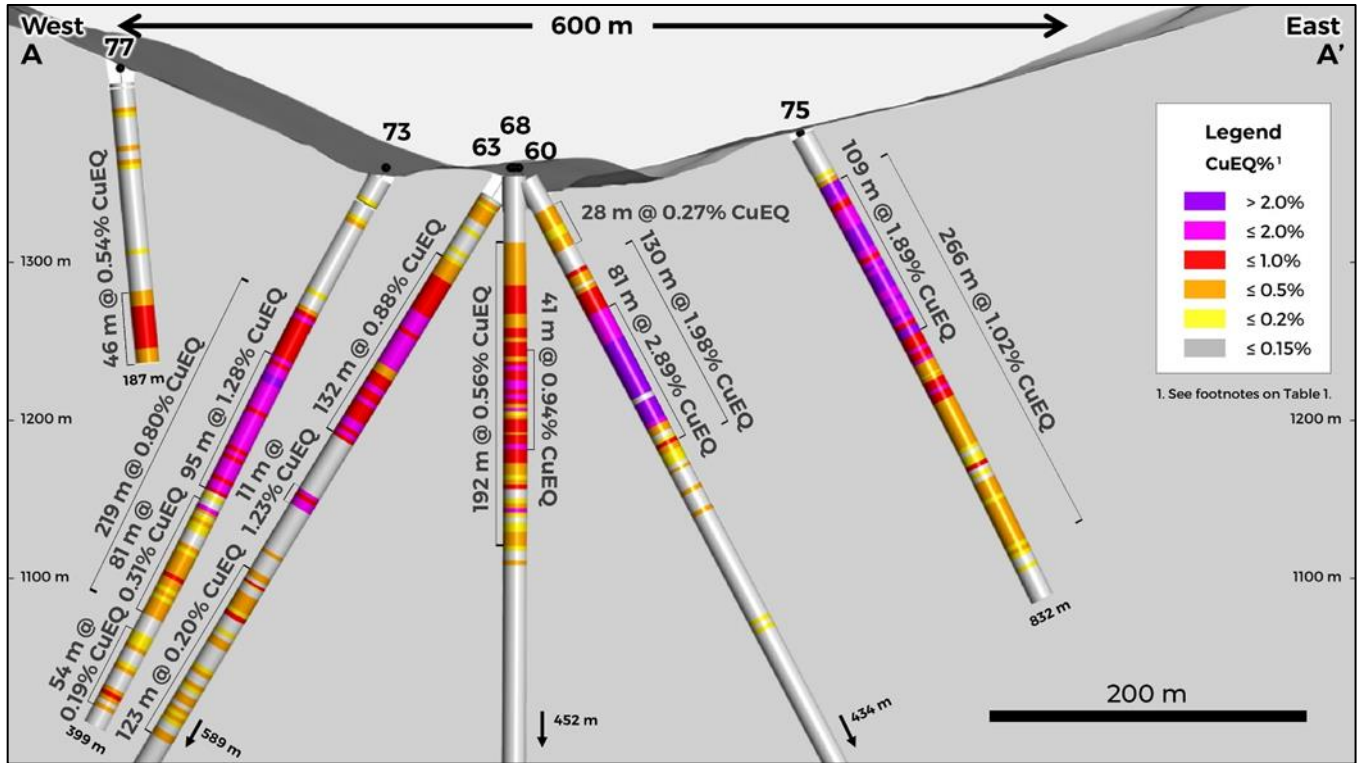 West
A
600 m
East
A'
77
73
68
63
60
75
46 m @ 0.54% CuEQ
187 m
219 m @ 0.80% CuEQ
95 m @ 1.28% CuEQ
81 m @
0.31% CuEQ
54 m @
0.19% CuEQ
399 m
132 m @ 0.88% CuEQ
11 m @
1.23% CuEQ
123 m @ 0.20% CuEQ
589 m
192 m @ 0.56% CuEQ
41 m @ 0.94% CuEQ
452 m
28 m @ 0.27% CuEQ
130 m @ 1.98% CuEQ
81 m @ 2.89% CuEQ
434 m
109 m @ 1.89% CuEQ
266 m @ 1.02% CuEQ
832 m
1300 m
1200 m
1100 m
1200 m
1100 m
Legend
CuEQ%¹
> 2.0%
≤ 2.0%
≤ 1.0%
≤ 0.5%
≤ 0.2%
≤ 0.15%
1. See footnotes on Table 1.
200 m